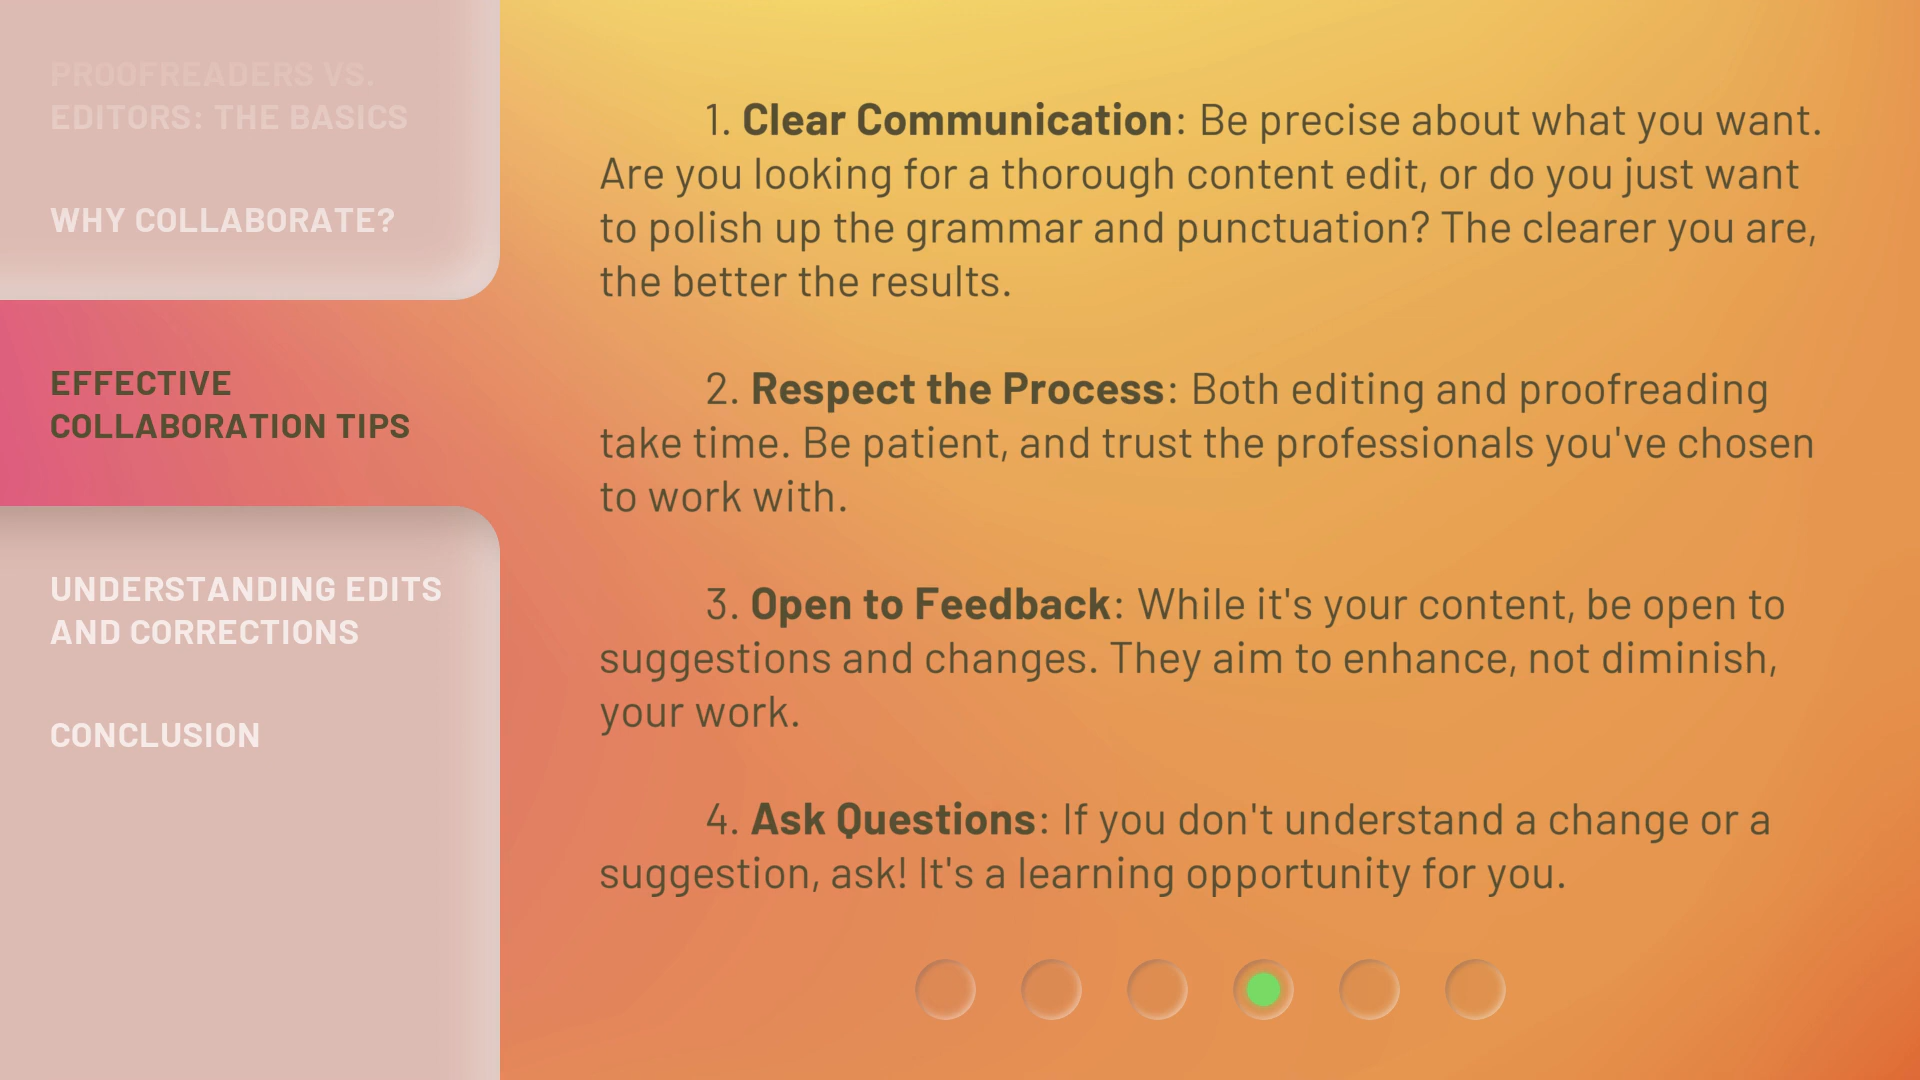 PROOFREADERS VS.
EDITORS: THE BASICS
WHY COLLABORATE?
EFFECTIVE
COLLABORATION TIPS
UNDERSTANDING EDITS
AND CORRECTIONS
CONCLUSION
1. Clear Communication: Be precise about what you want.
Are you looking for a thorough content edit, or do you just want
to polish up the grammar and punctuation? The clearer you are,
the better the results.
2. Respect the Process: Both editing and proofreading
take time. Be patient, and trust the professionals you've chosen
to work with.
3. Open to Feedback: While it's your content, be open to
suggestions and changes. They aim to enhance, not diminish,
your work.
4. Ask Questions: If you don't understand a change or a
suggestion, ask! It's a learning opportunity for you.